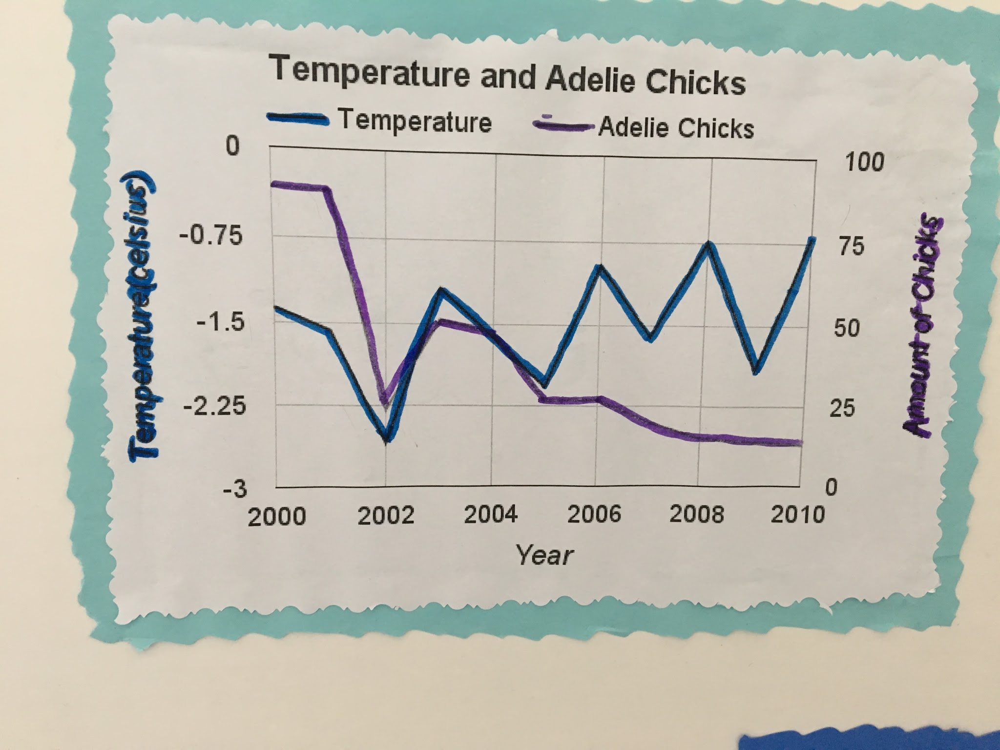 Temperature and Adelie Chicks
Temperature Adelie Chicks
Temperature(celsius)
0
-0.75
-1.5
-2.25
-3
100
75
50
25
0
Amount of Chicks
2000 2002 2004 2006 2008 2010
Year